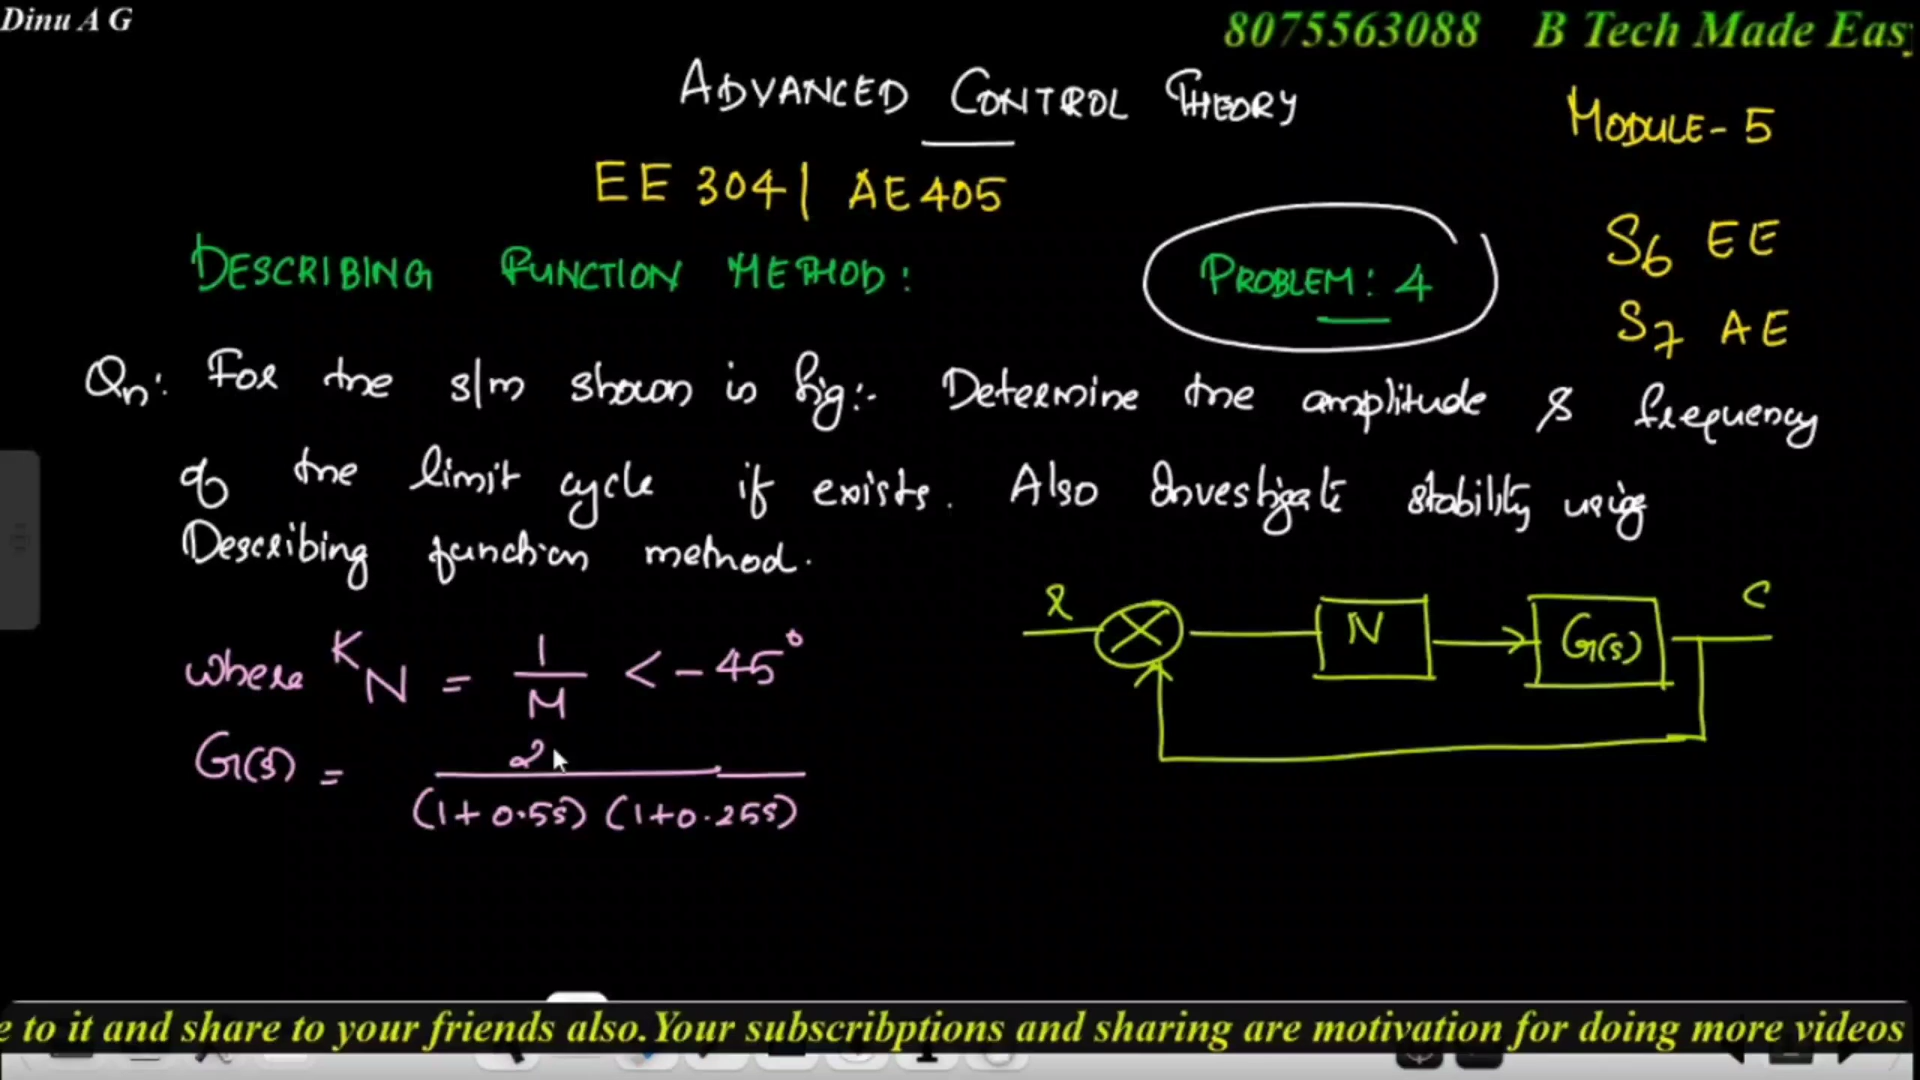 Dinu A G
8075563088 B Tech Made Easy
ADVANCED CONTROL THEORY
MODULE - 5
EE 304 | AE 405
S6 EE
DESCRIBING FUNCTION METHOD :
PROBLEM : 4
S7 AE
Qn: For the s/m shown in fig:- Determine the amplitude & frequency
of the limit cycle if exists. Also Investigate stability using
Describing function method.
R N G(s) C
where KN = 1/M < -45°
G(s) = 2 / (1+0.5s) (1+0.25s)
e to it and share to your friends also.Your subscribptions and sharing are motivation for doing more videos